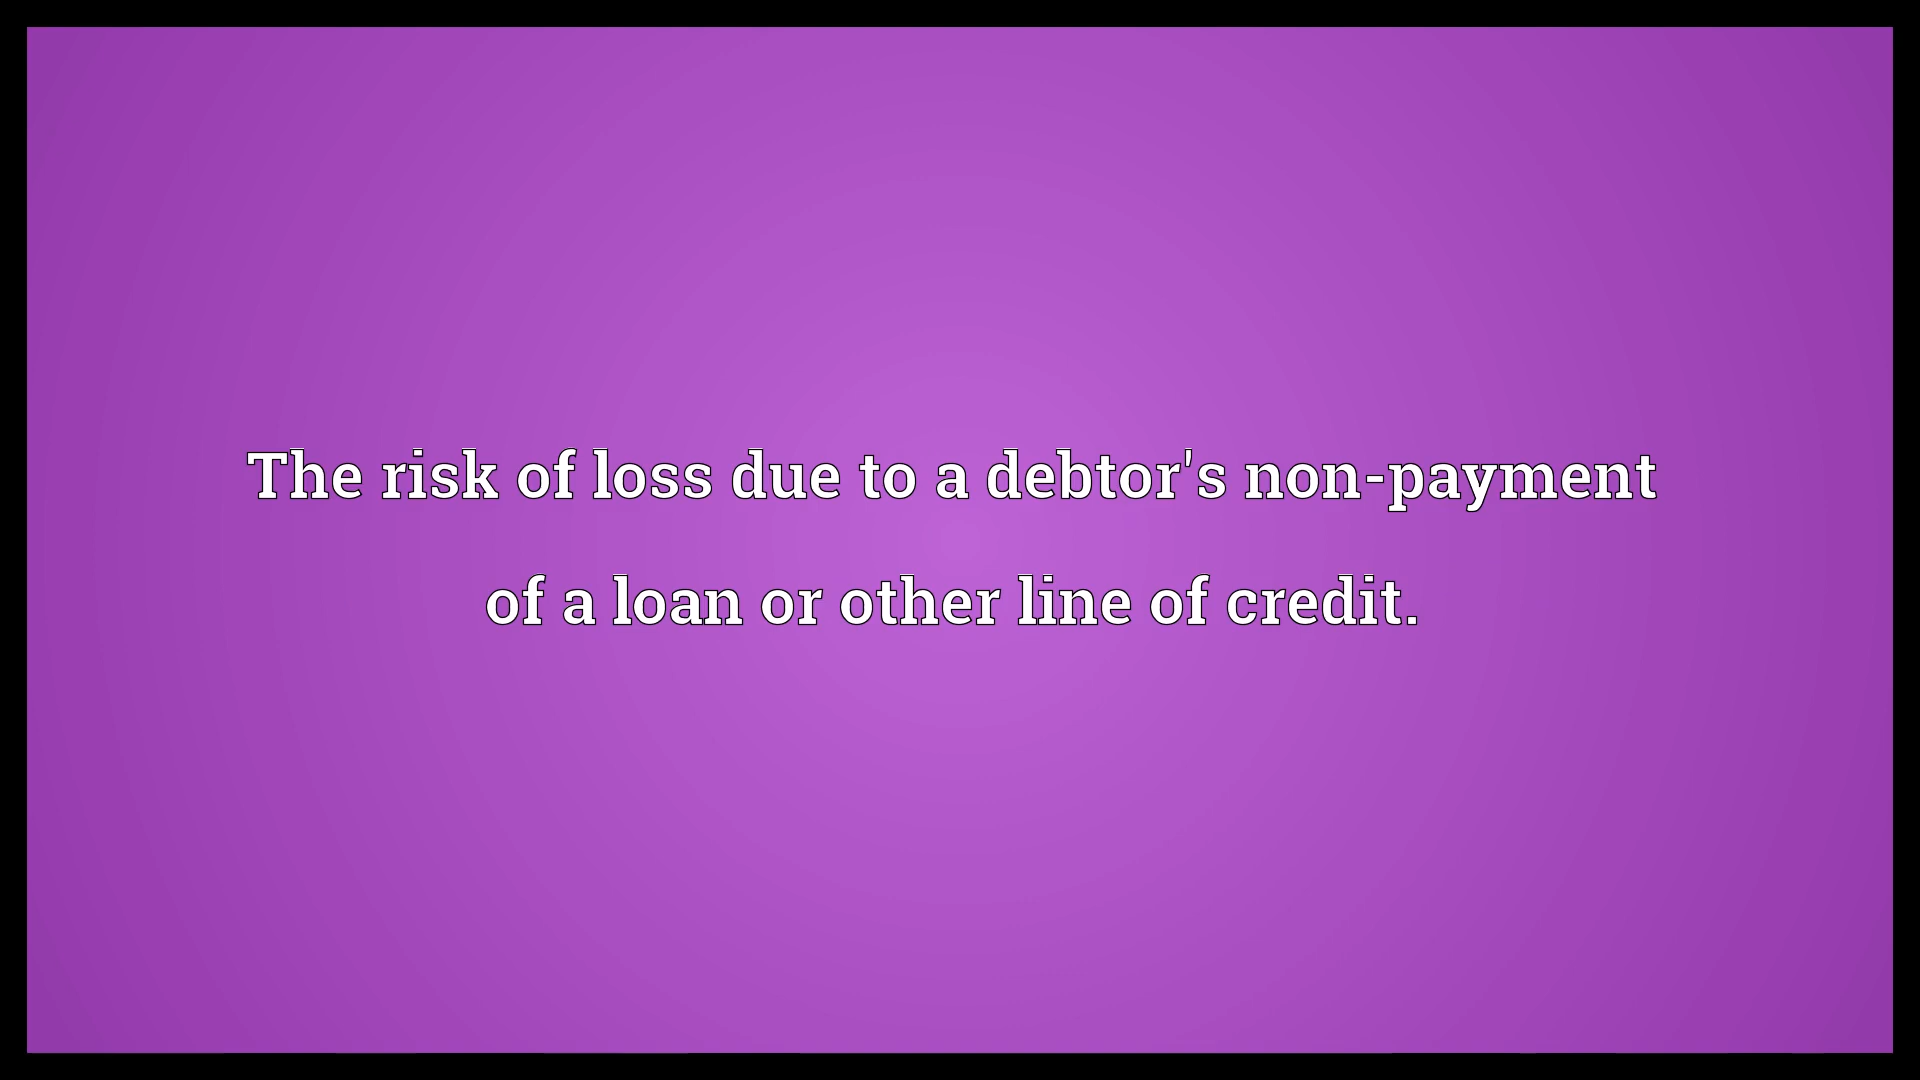 The risk of loss due to a debtor's non-payment
of a loan or other line of credit.